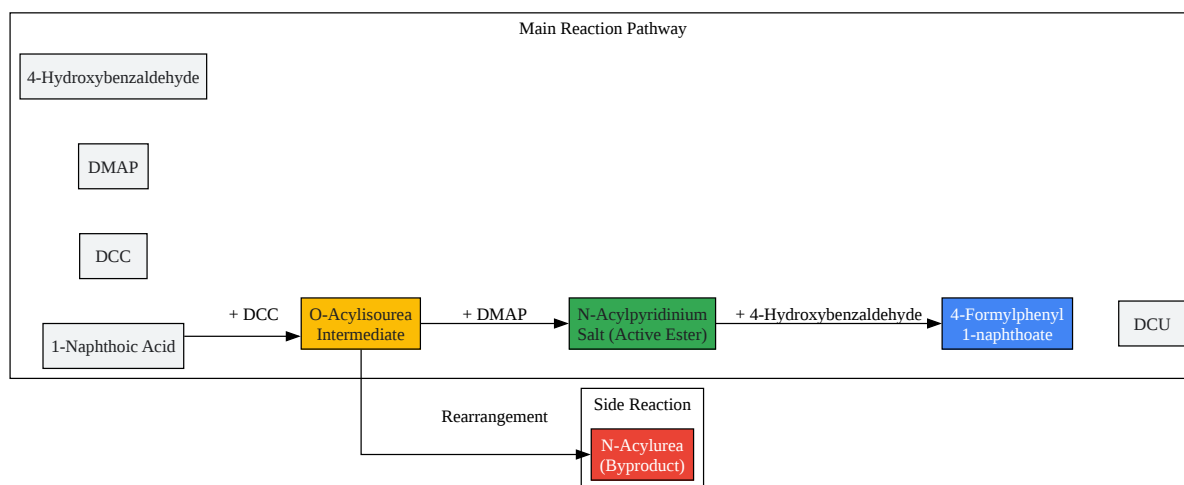 Main Reaction Pathway
4-Hydroxybenzaldehyde
DMAP
DCC
1-Naphthoic Acid
+ DCC
O-Acylisourea
Intermediate
+ DMAP
N-Acylpyridinium
Salt (Active Ester)
+ 4-Hydroxybenzaldehyde
4-Formylphenyl
1-naphthoate
DCU
Rearrangement
Side Reaction
N-Acylurea
(Byproduct)